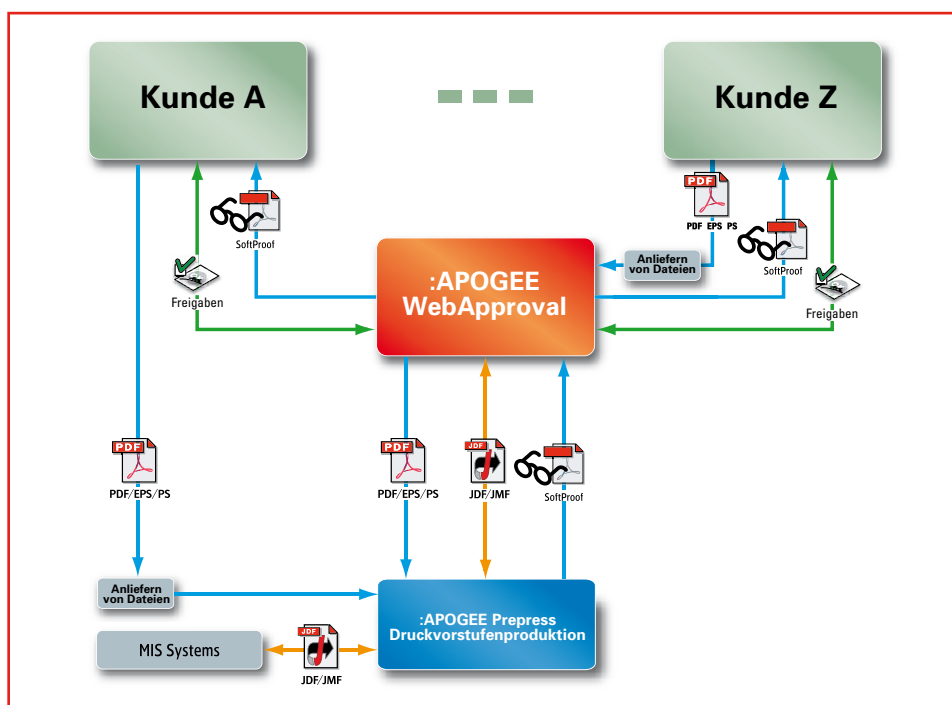 Kunde A
Kunde Z
SoftProof
PDF
PDF EPS PS
SoftProof
Freigaben
:APOGEE
WebApproval
Anliefern
von Dateien
Freigaben
PDF
PDF/EPS/PS
PDF
PDF/EPS/PS
JDF
JDF/JMF
SoftProof
Anliefern
von Dateien
:APOGEE Prepress
Druckvorstufenproduktion
MIS Systems
JDF
JDF/JMF